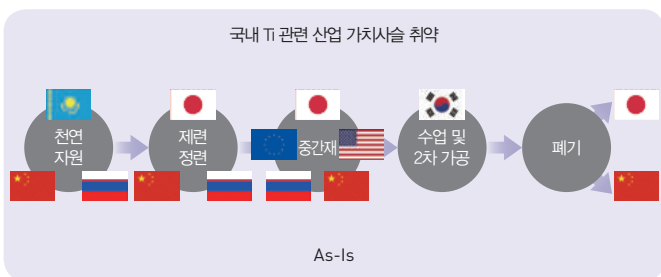 국내 Ti 관련 산업 가치사슬 취약
천연
자원
제련
정련
중간재
수업 및
2차 가공
폐기
As-Is